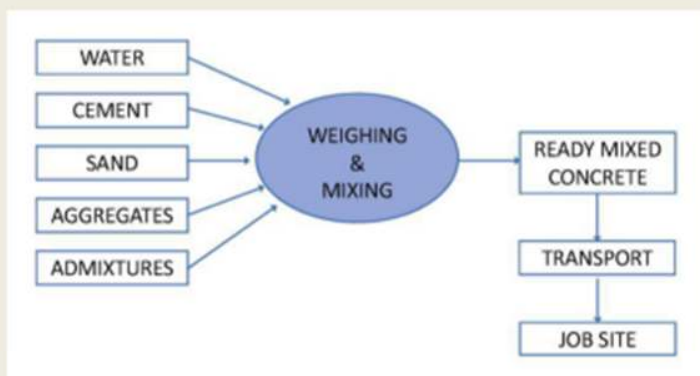 WATER
CEMENT
SAND
AGGREGATES
ADMIXTURES
WEIGHING
&
MIXING
READY MIXED
CONCRETE
TRANSPORT
JOB SITE